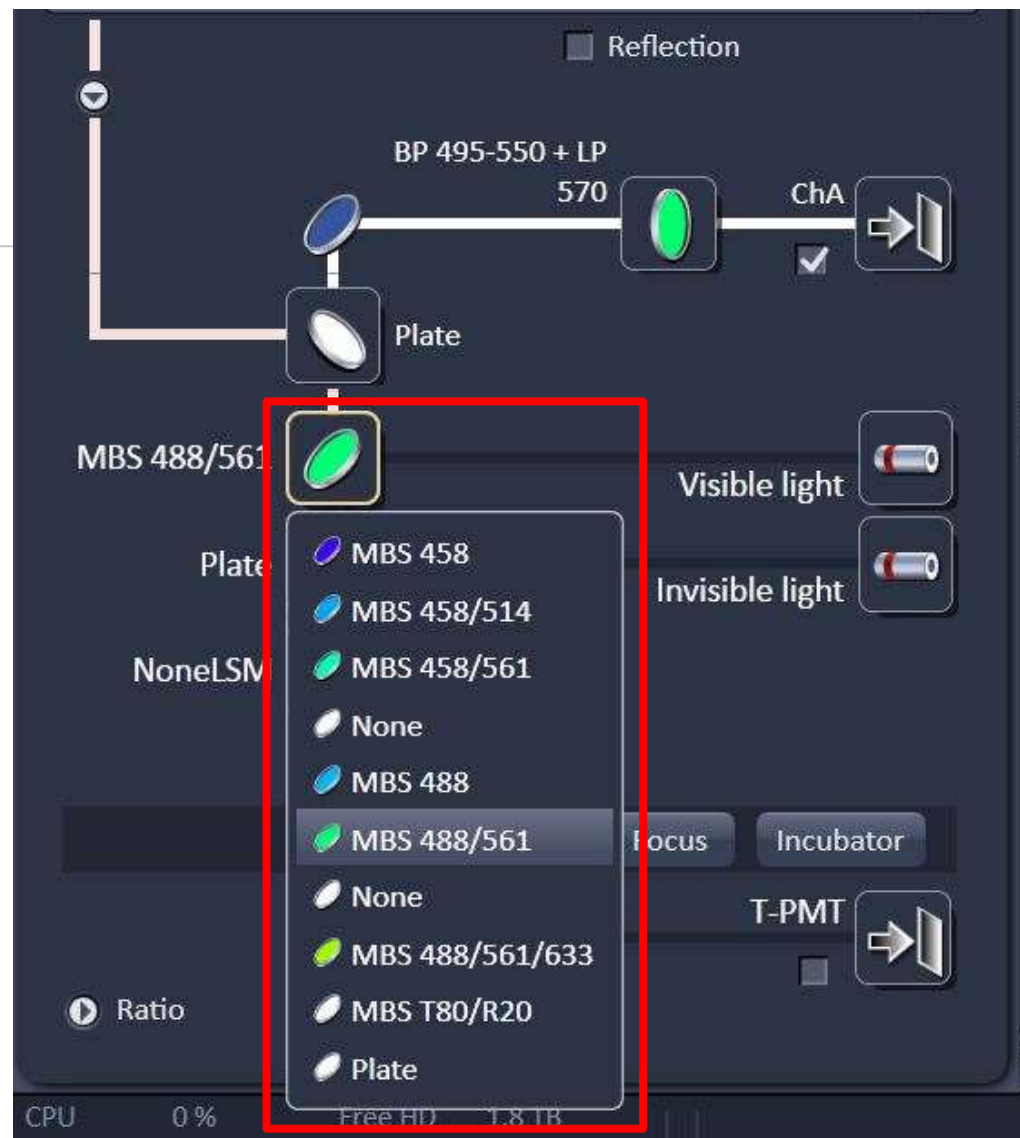 Reflection
BP 495-550 + LP
570
ChA
Plate
MBS 488/561
Visible light
Plate
Invisible light
NoneLSM
MBS 458
MBS 458/514
MBS 458/561
None
MBS 488
MBS 488/561
None
MBS 488/561/633
MBS T80/R20
Plate
Focus
Incubator
T-PMT
Ratio
CPU 0 % Free HD 1.8 TB